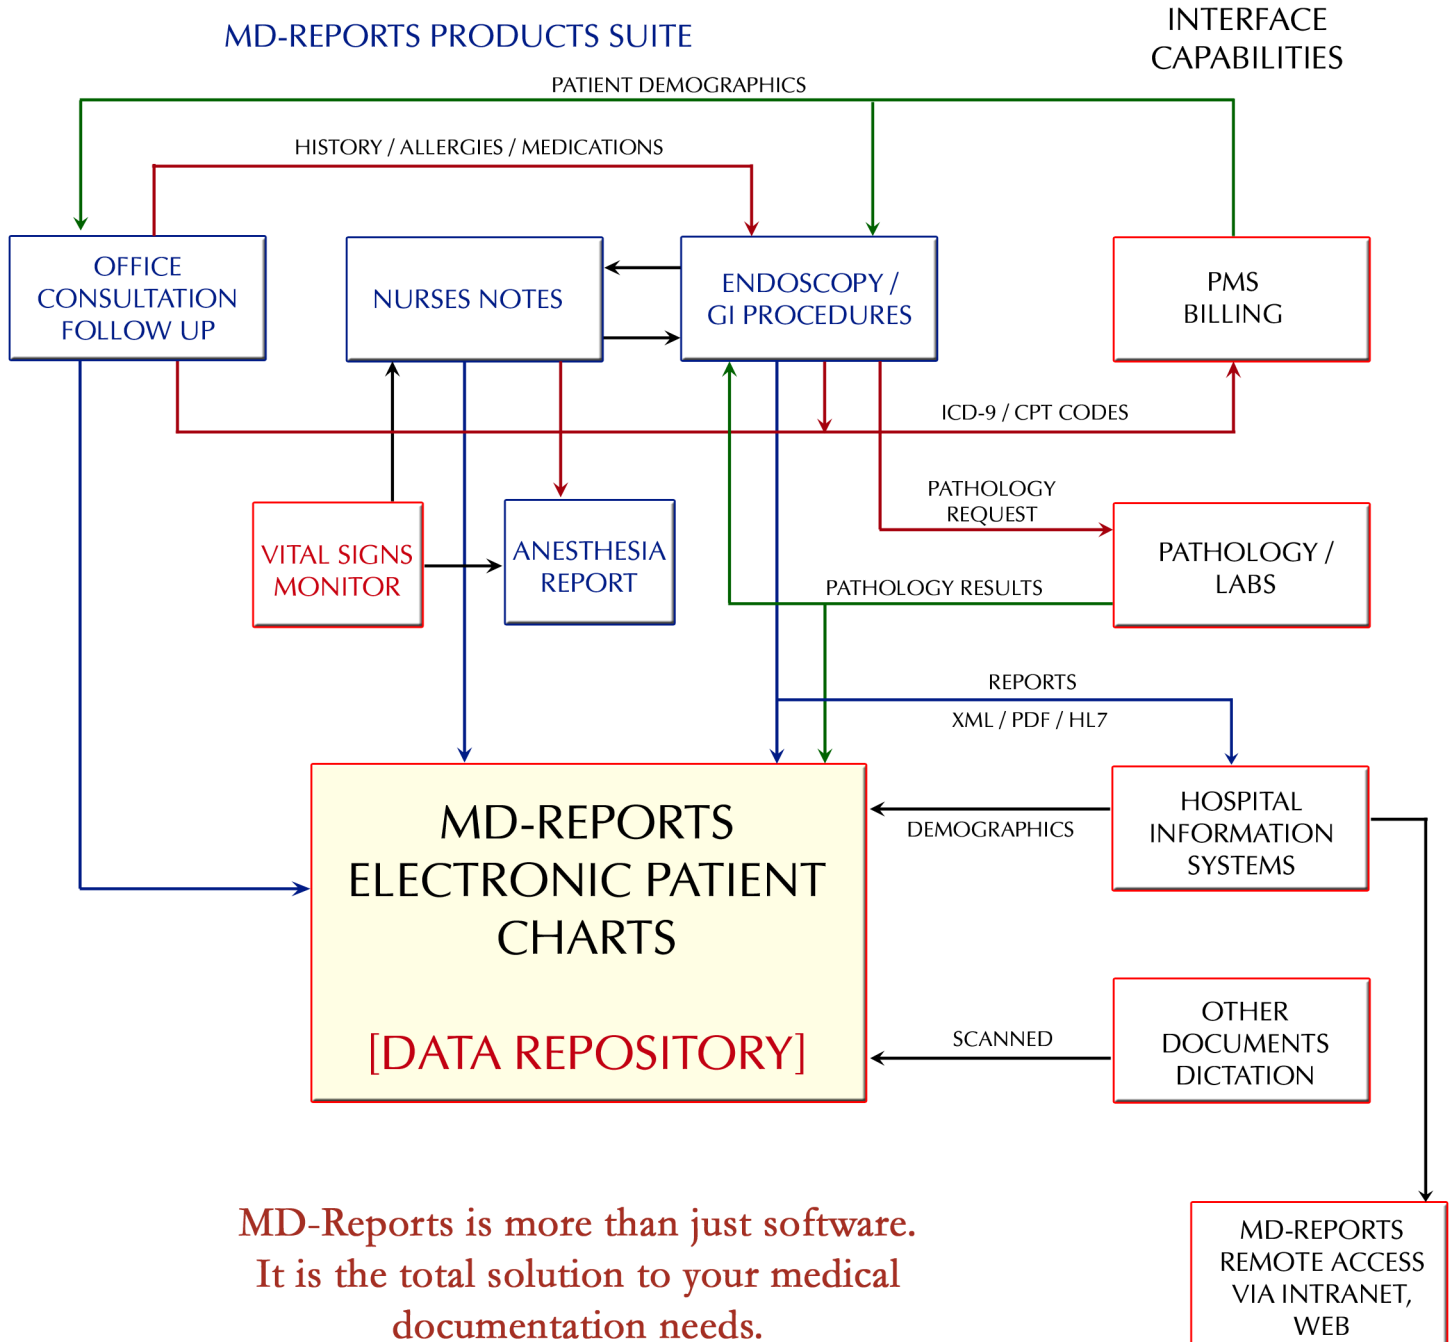 MD-REPORTS PRODUCTS SUITE
INTERFACE
CAPABILITIES
PATIENT DEMOGRAPHICS
HISTORY / ALLERGIES / MEDICATIONS
OFFICE
CONSULTATION
FOLLOW UP
NURSES NOTES
ENDOSCOPY /
GI PROCEDURES
PMS
BILLING
ICD-9 / CPT CODES
PATHOLOGY
REQUEST
VITAL SIGNS
MONITOR
ANESTHESIA
REPORT
PATHOLOGY /
LABS
PATHOLOGY RESULTS
REPORTS
XML / PDF / HL7
MD-REPORTS
ELECTRONIC PATIENT
CHARTS
[DATA REPOSITORY]
DEMOGRAPHICS
HOSPITAL
INFORMATION
SYSTEMS
SCANNED
OTHER
DOCUMENTS
DICTATION
MD-Reports is more than just software.
It is the total solution to your medical
documentation needs.
MD-REPORTS
REMOTE ACCESS
VIA INTRANET,
WEB